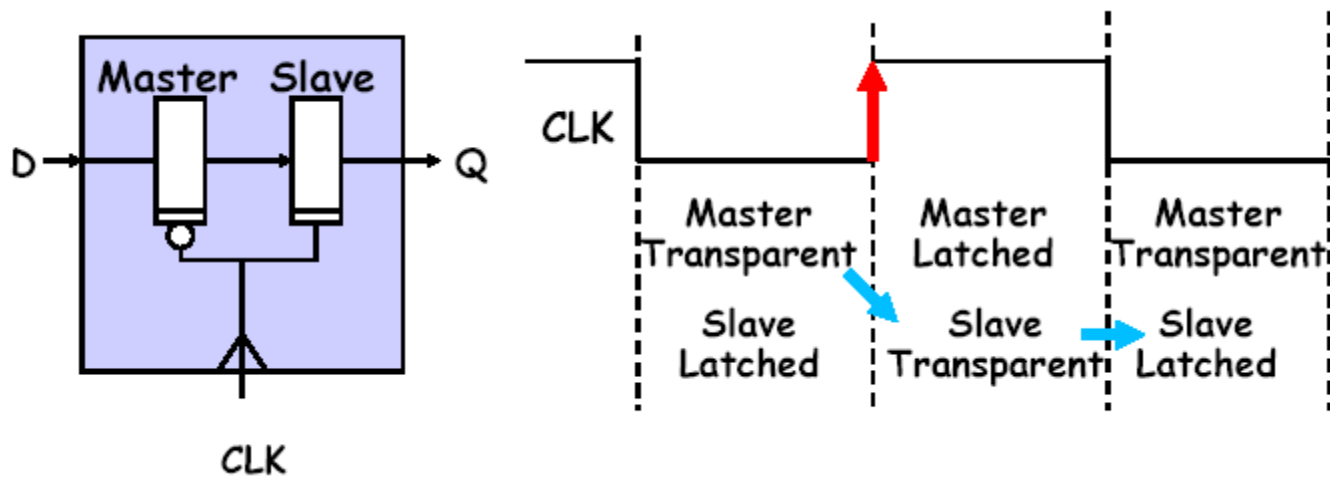 Master Slave
D
Q
CLK
CLK
Master
Transparent
Slave
Latched
Master
Latched
Slave
Transparent
Master
Transparent
Slave
Latched